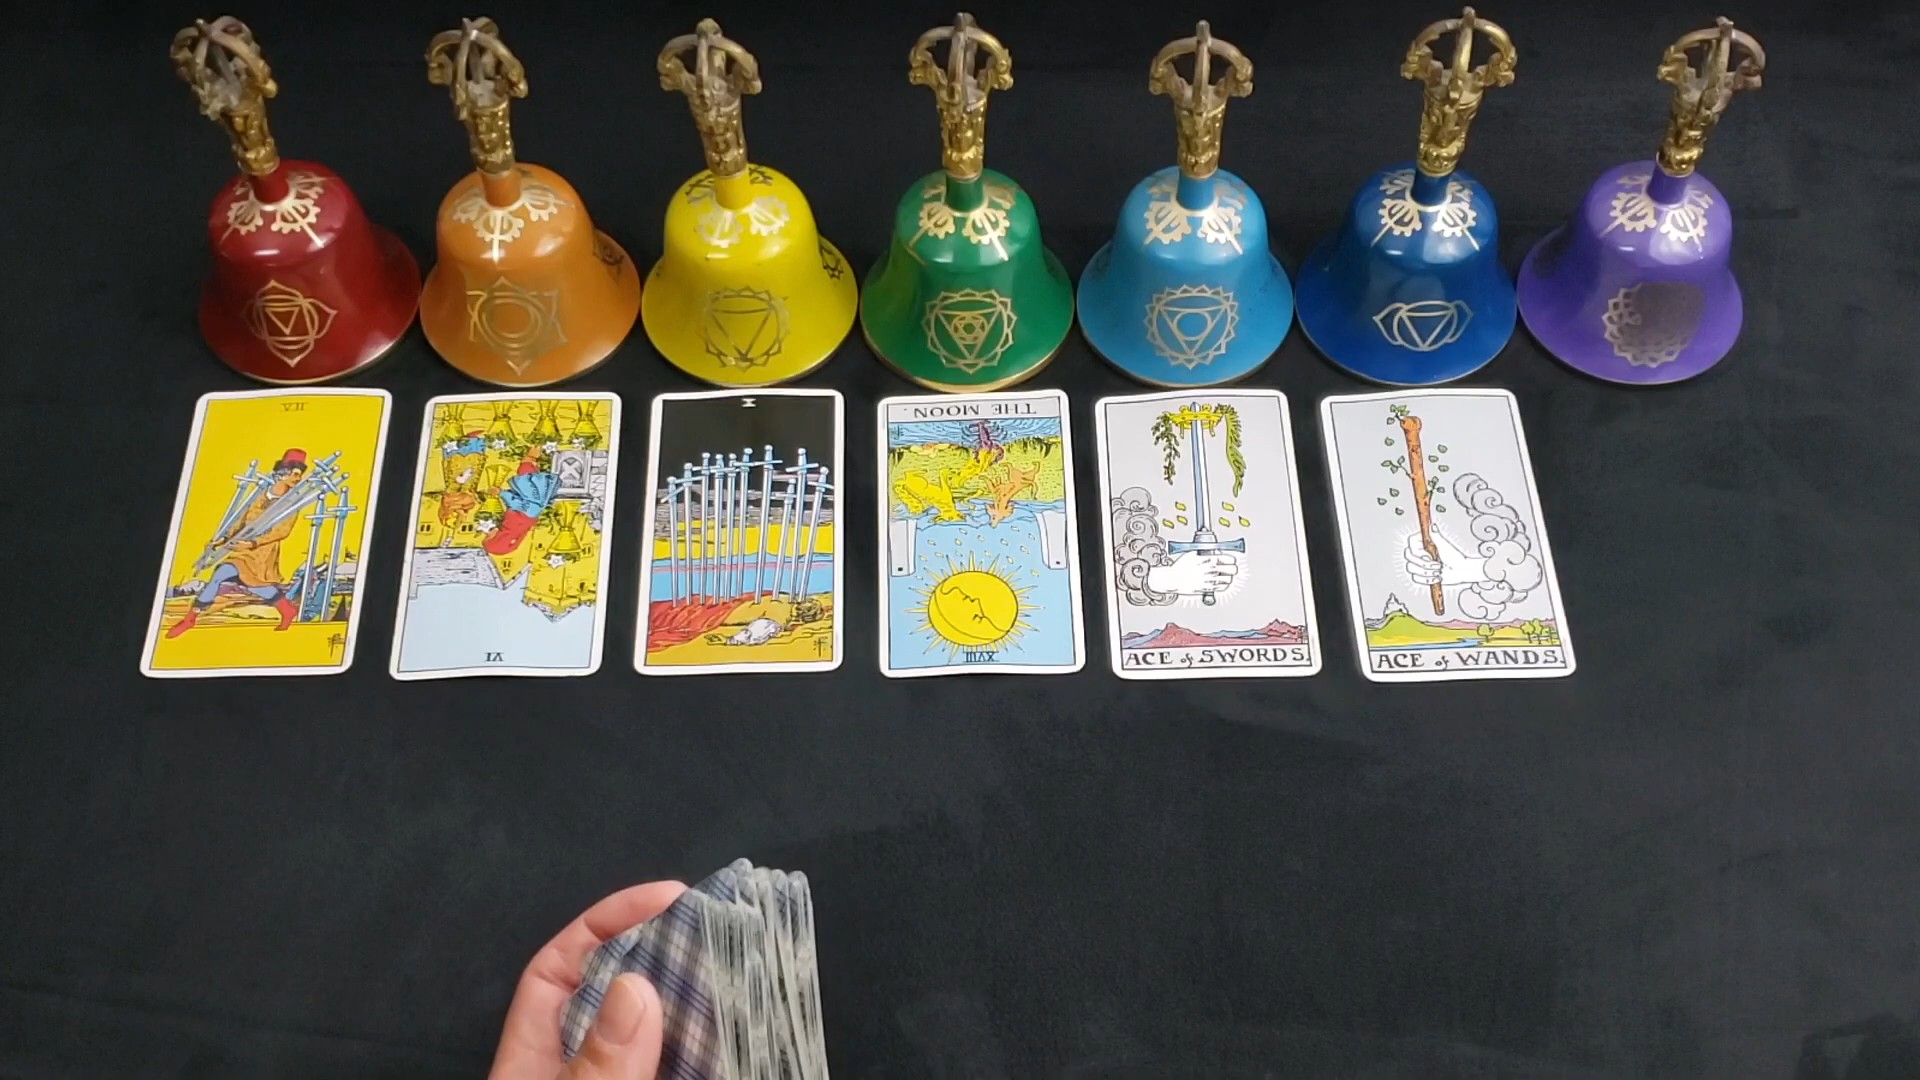 VII
VI
X
THE MOON.
XVIII
ACE of SWORDS.
ACE of WANDS.